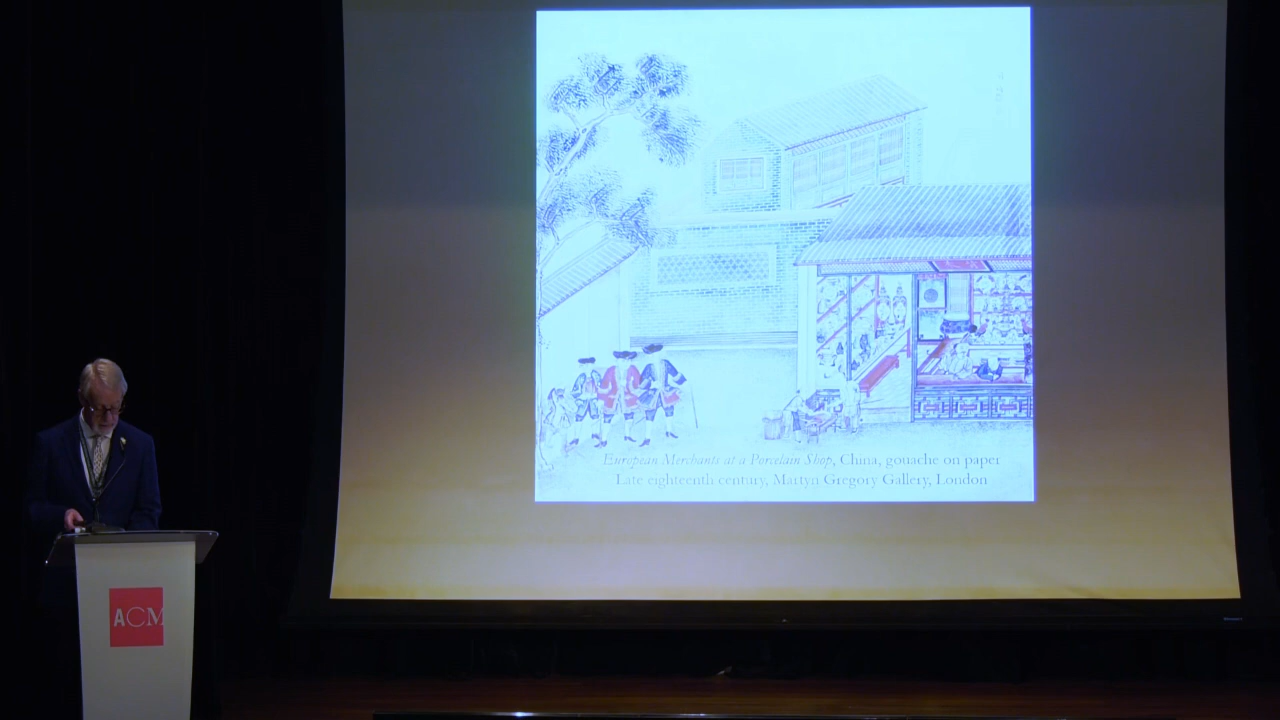 European Merchants at a Porcelain Shop, China, gouache on paper
Late eighteenth century, Martyn Gregory Gallery, London
ACM